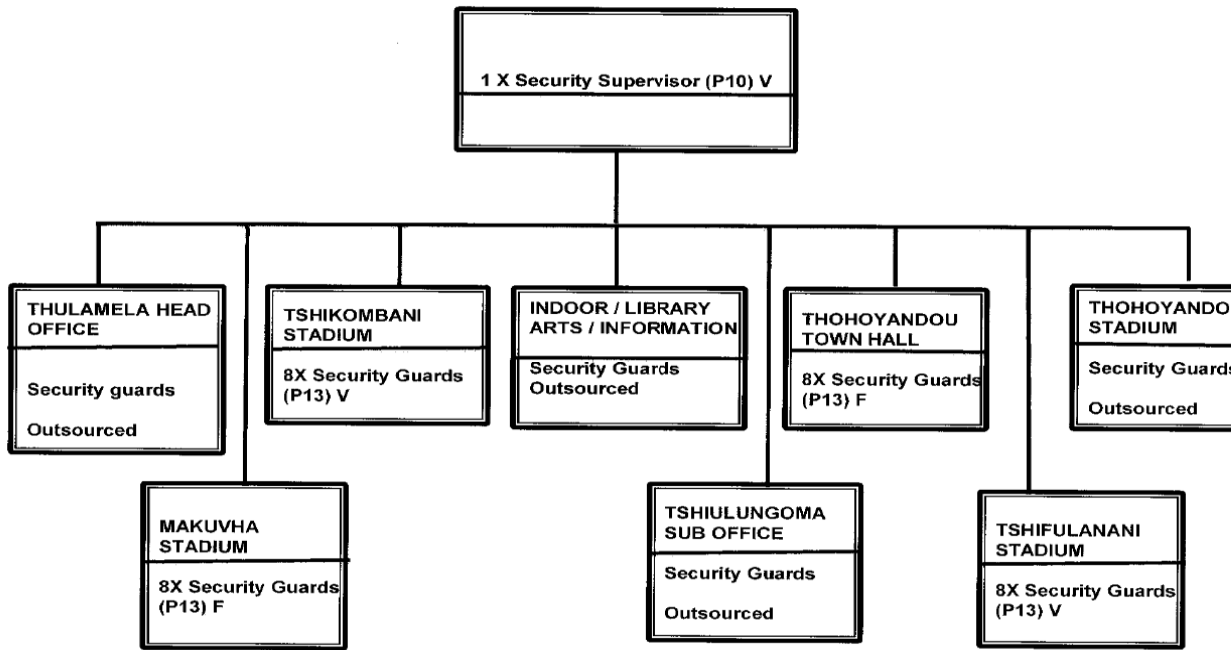 1 X Security Supervisor (P10) V
THULAMELA HEAD
OFFICE
Security guards
Outsourced
TSHIKOMBANI
STADIUM
8X Security Guards
(P13) V
INDOOR / LIBRARY
ARTS / INFORMATION
Security Guards
Outsourced
THOHOYANDOU
TOWN HALL
8X Security Guards
(P13) F
THOHOYANDO
STADIUM
Security Guards
Outsourced
MAKUVHA
STADIUM
8X Security Guards
(P13) F
TSHIULUNGOMA
SUB OFFICE
Security Guards
Outsourced
TSHIFULANANI
STADIUM
8X Security Guards
(P13) V